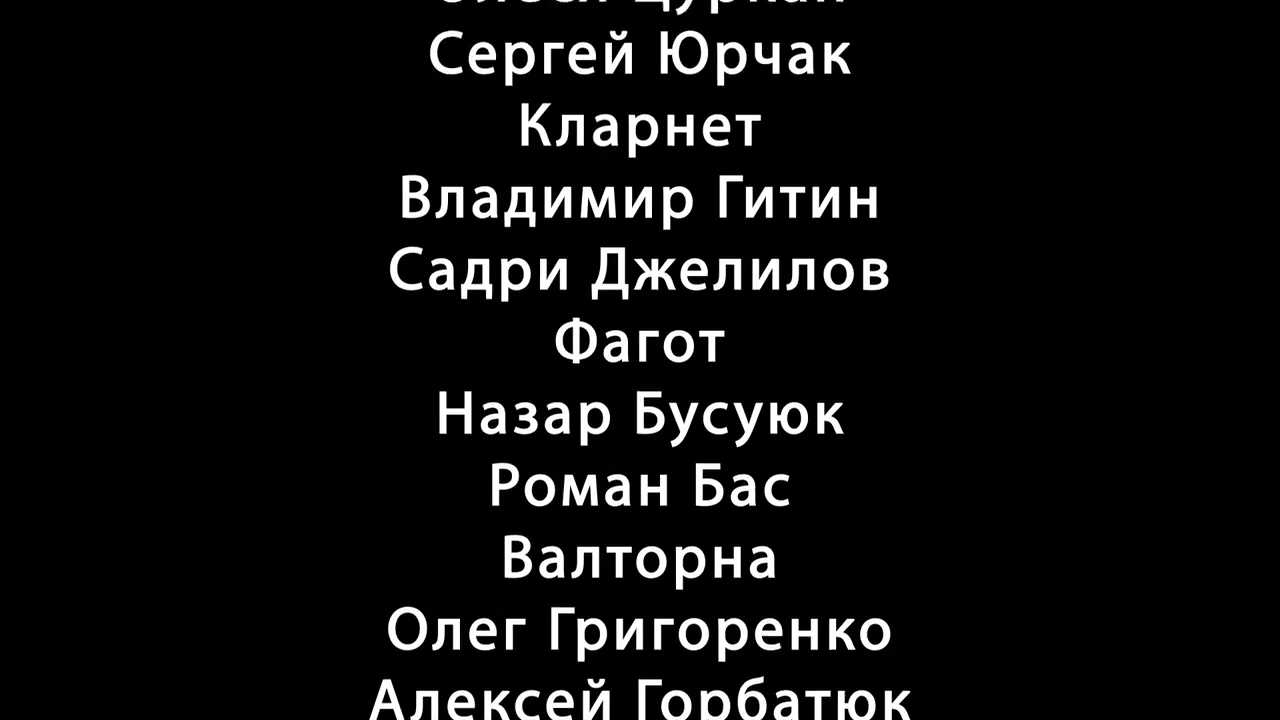 Сергей Юрчак
Кларнет
Владимир Гитин
Садри Джелилов
Фагот
Назар Бусуюк
Роман Бас
Валторна
Олег Григоренко
Алексей Горбатюк